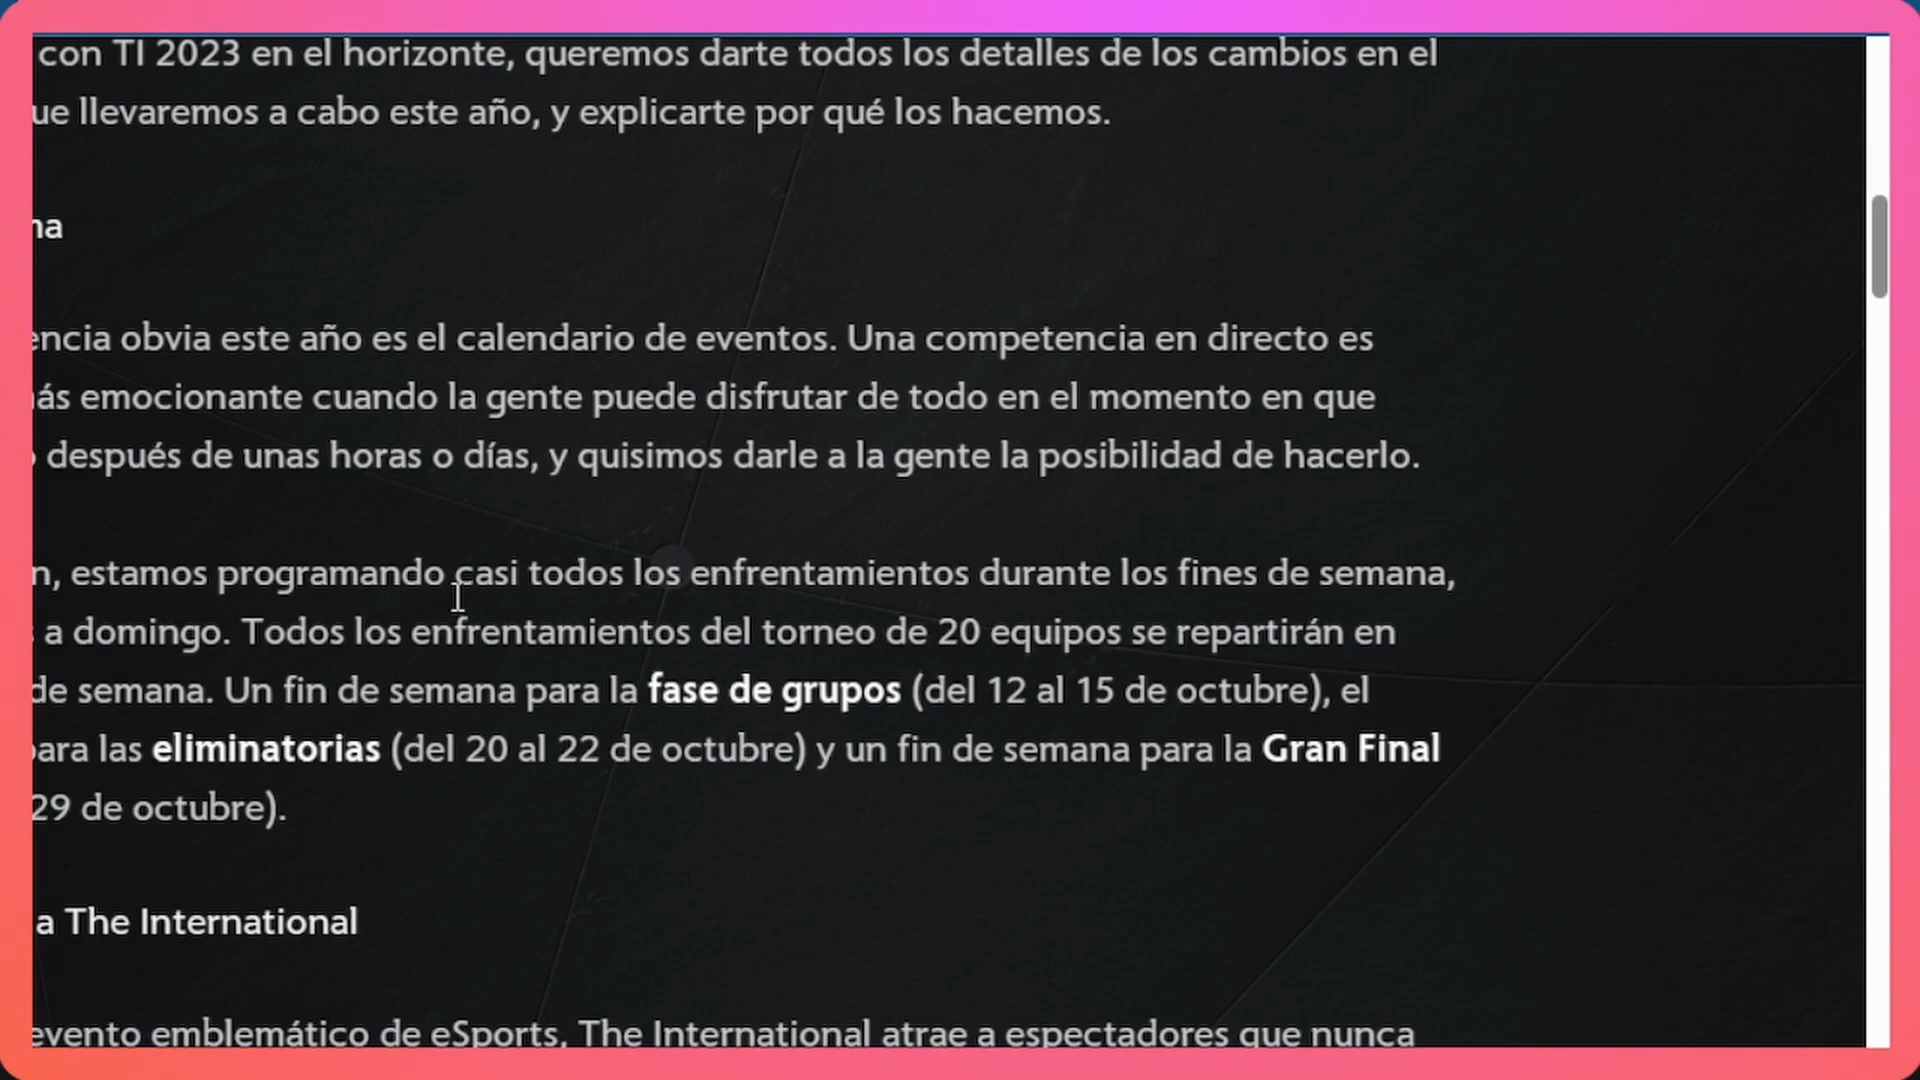 con TI 2023 en el horizonte, queremos darte todos los detalles de los cambios en el
llevaremos a cabo este año, y explicarte por qué los hacemos.
obvia este año es el calendario de eventos. Una competencia en directo es
emocionante cuando la gente puede disfrutar de todo en el momento en que
después de unas horas o días, y quisimos darle a la gente la posibilidad de hacerlo.
estamos programando casi todos los enfrentamientos durante los fines de semana,
a domingo. Todos los enfrentamientos del torneo de 20 equipos se repartirán en
de semana. Un fin de semana para la fase de grupos (del 12 al 15 de octubre), el
para las eliminatorias (del 20 al 22 de octubre) y un fin de semana para la Gran Final
29 de octubre).
a The International
evento emblemático de eSports, The International atrae a espectadores que nunca